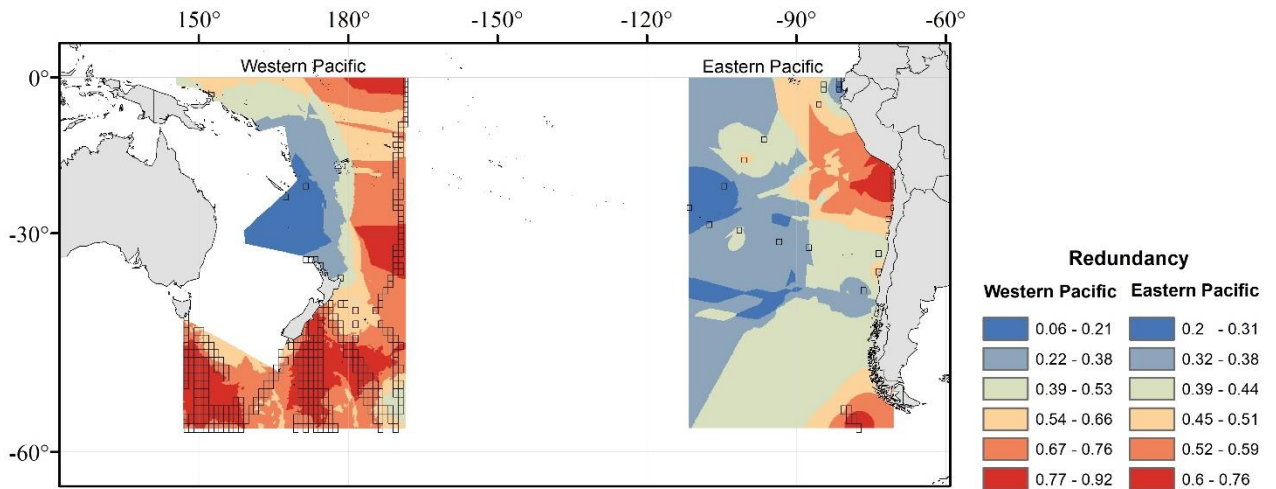 150° 180° -150° -120° -90° -60°
Western Pacific Eastern Pacific
0°
-30°
-60°
Redundancy
Western Pacific Eastern Pacific
0.06 - 0.21 0.2 - 0.31
0.22 - 0.38 0.32 - 0.38
0.39 - 0.53 0.39 - 0.44
0.54 - 0.66 0.45 - 0.51
0.67 - 0.76 0.52 - 0.59
0.77 - 0.92 0.6 - 0.76